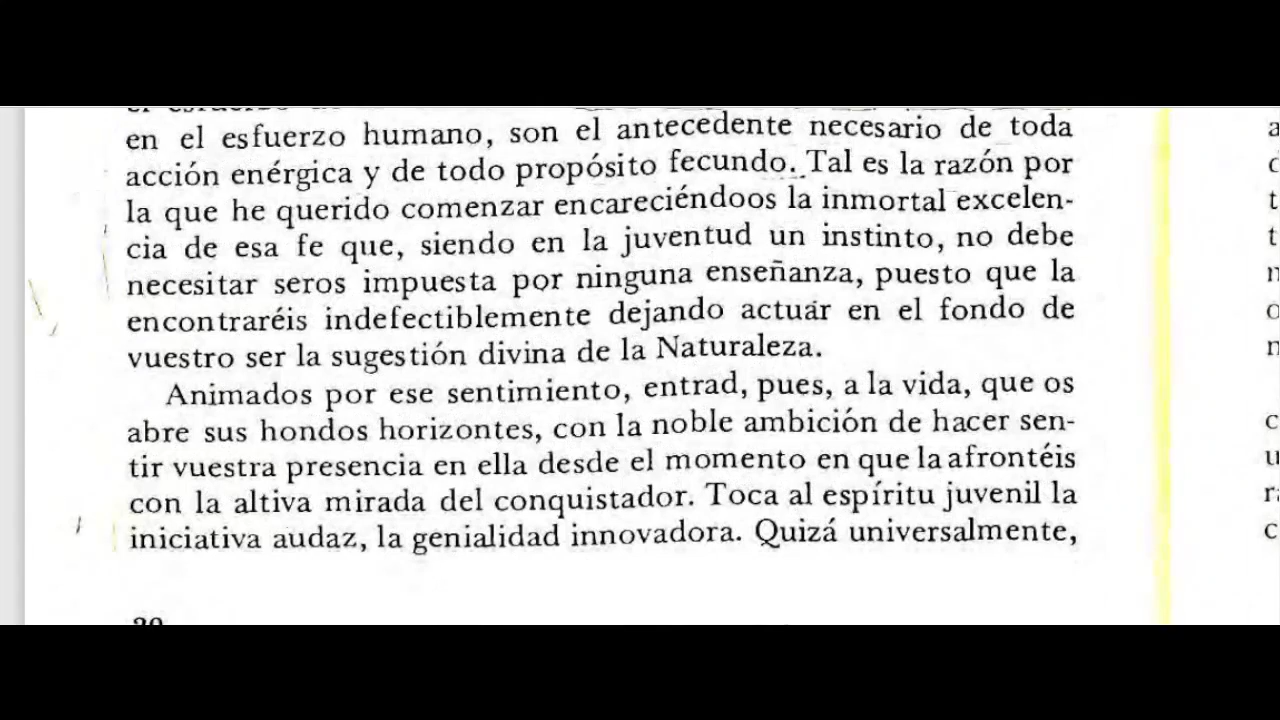 en el esfuerzo humano, son el antecedente necesario de toda
acción enérgica y de todo propósito fecundo. Tal es la razón por
la que he querido comenzar encareciéndoos la inmortal excelen-
cia de esa fe que, siendo en la juventud un instinto, no debe
necesitar seros impuesta por ninguna enseñanza, puesto que la
encontraréis indefectiblemente dejando actuar en el fondo de
vuestro ser la sugestión divina de la Naturaleza.
Animados por ese sentimiento, entrad, pues, a la vida, que os
abre sus hondos horizontes, con la noble ambición de hacer sen-
tir vuestra presencia en ella desde el momento en que la afrontéis
con la altiva mirada del conquistador. Toca al espíritu juvenil la
iniciativa audaz, la genialidad innovadora. Quizá universalmente,